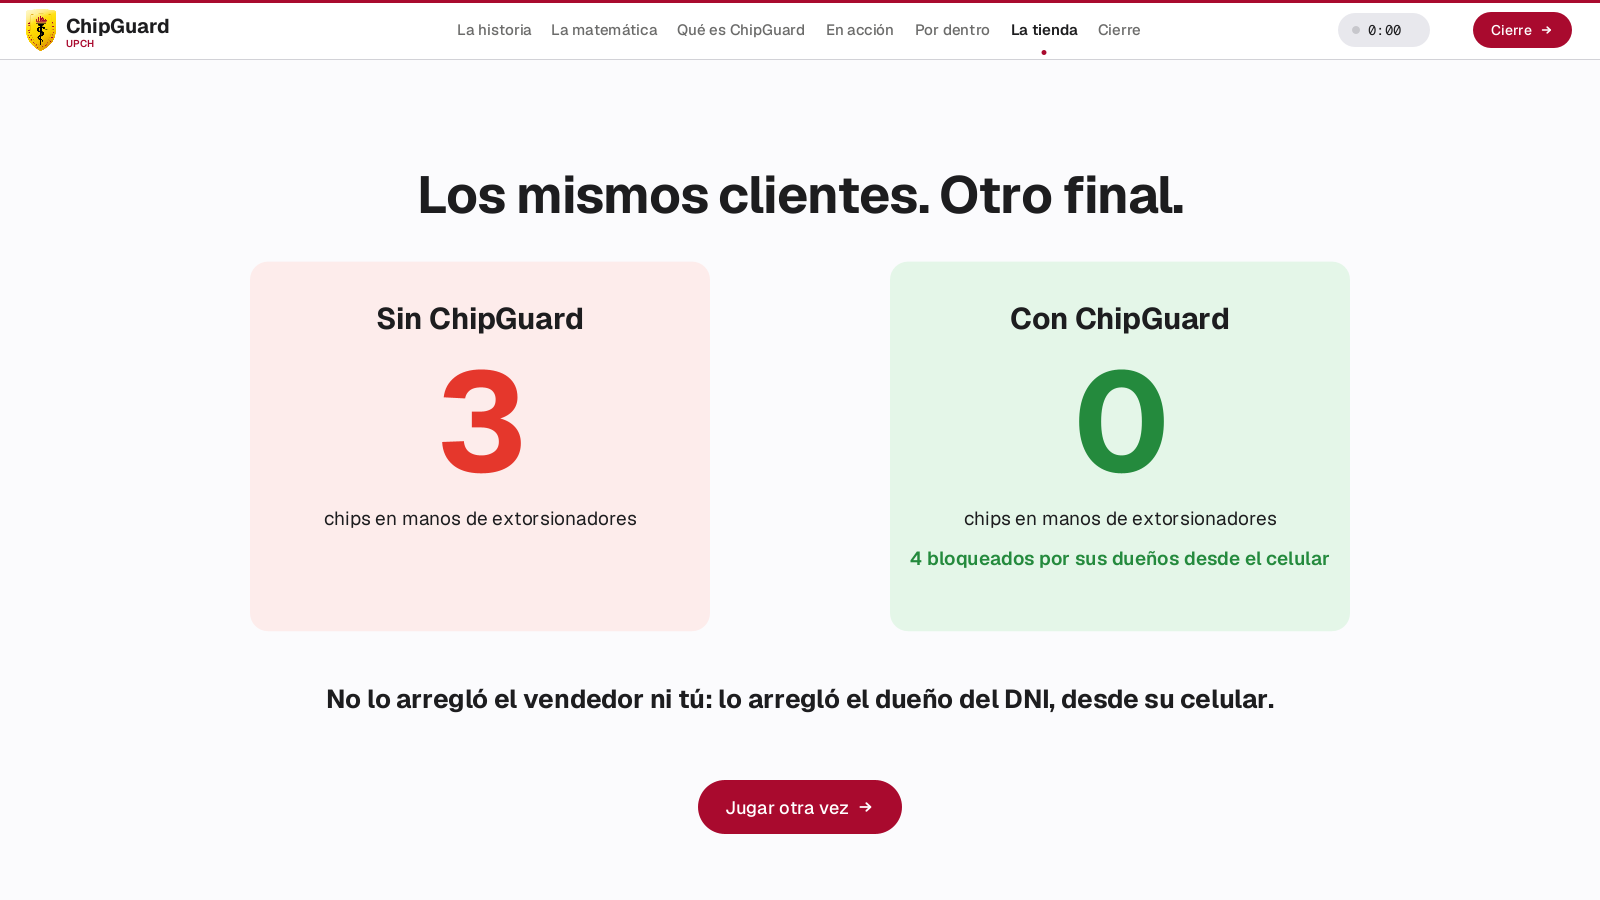 ChipGuard
UPCH
La historia
La matemática
Qué es ChipGuard
En acción
Por dentro
La tienda
Cierre
0:00
Cierre →
Los mismos clientes. Otro final.
Sin ChipGuard
3
chips en manos de extorsionadores
Con ChipGuard
0
chips en manos de extorsionadores
4 bloqueados por sus dueños desde el celular
No lo arregló el vendedor ni tú: lo arregló el dueño del DNI, desde su celular.
Jugar otra vez →